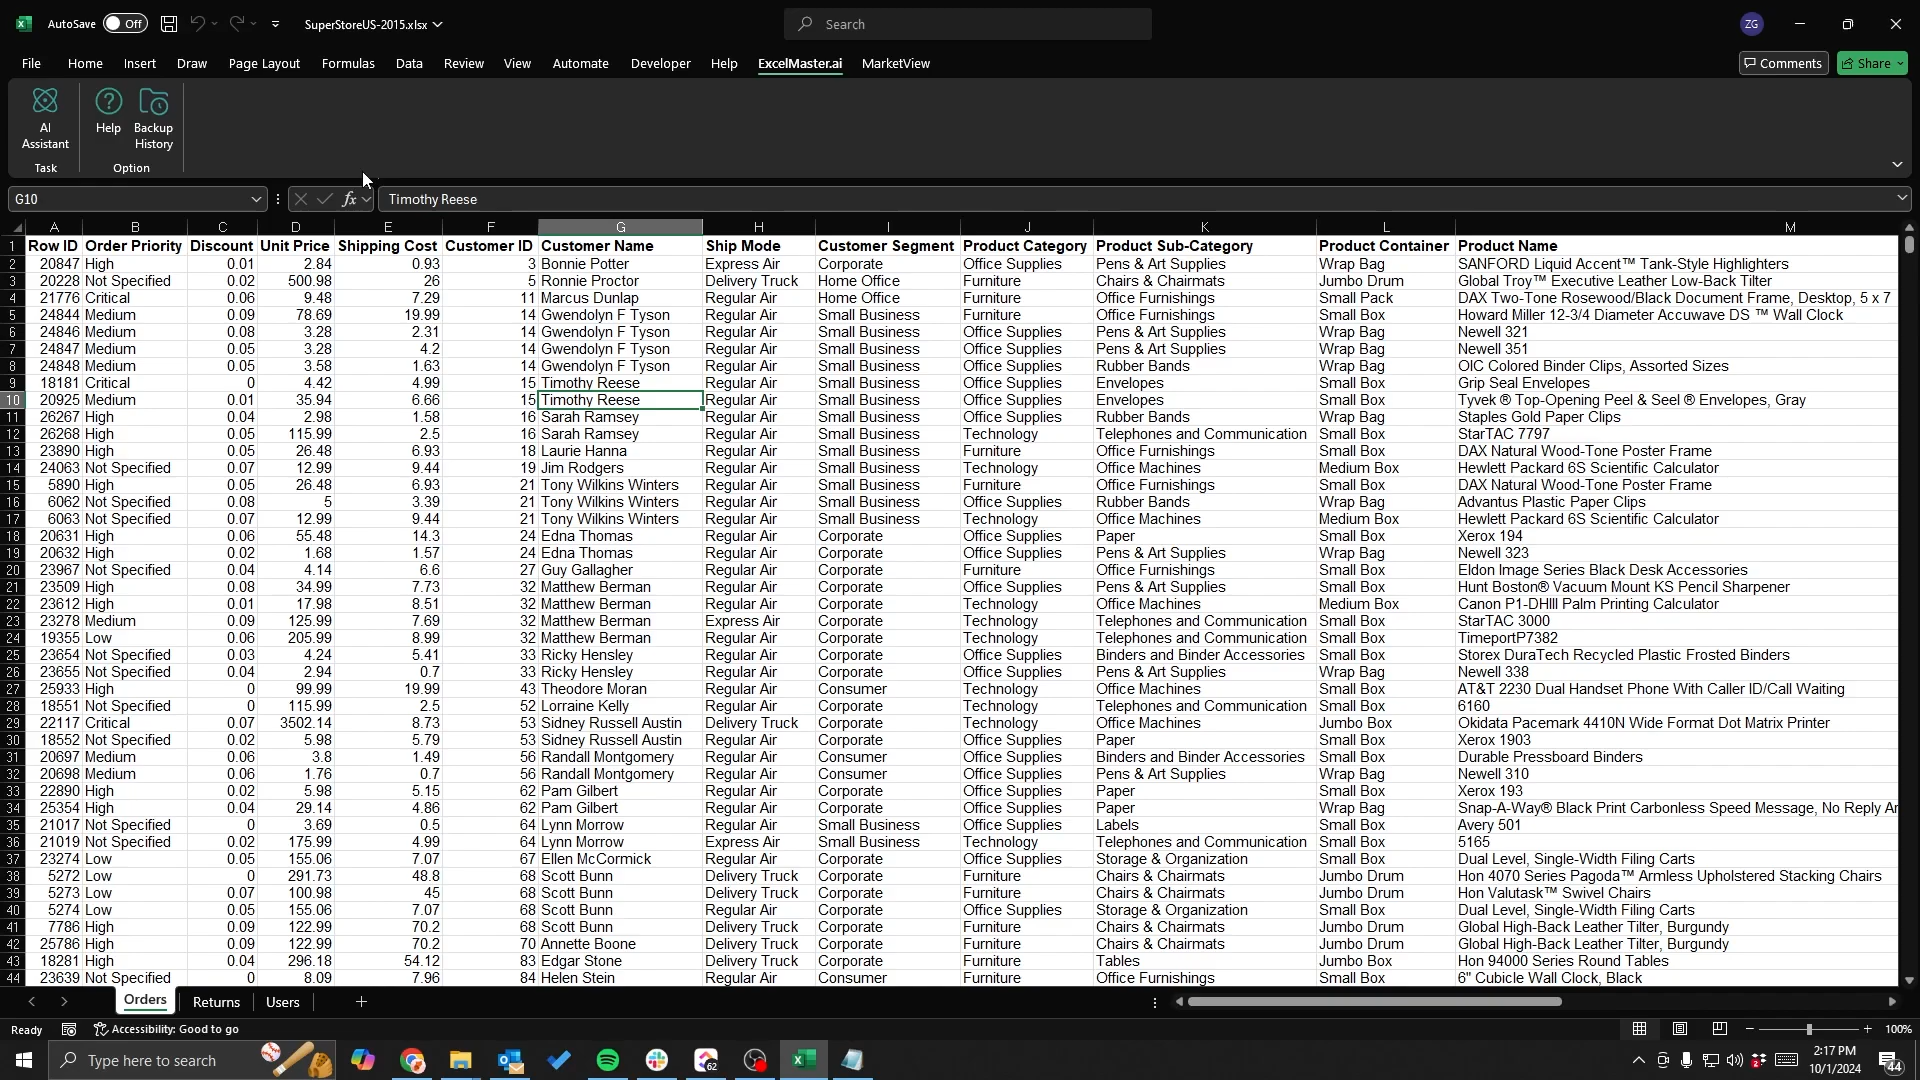 AutoSave Off SuperStoreUS-2015.xlsx Search ZG
File Home Insert Draw Page Layout Formulas Data Review View Automate Developer Help ExcelMaster.ai MarketView Comments Share
AI Assistant Help Backup History
Task Option
G10 fx Timothy Reese
A B C D E F G H I J K L M
1 Row ID Order Priority Discount Unit Price Shipping Cost Customer ID Customer Name Ship Mode Customer Segment Product Category Product Sub-Category Product Container Product Name
2 20847 High 0.01 2.84 0.93 3 Bonnie Potter Express Air Corporate Office Supplies Pens & Art Supplies Wrap Bag SANFORD Liquid Accent™ Tank-Style Highlighters
3 20228 Not Specified 0.02 500.98 26 5 Ronnie Proctor Delivery Truck Home Office Furniture Chairs & Chairmats Jumbo Drum Global Troy™ Executive Leather Low-Back Tilter
4 21776 Critical 0.06 9.48 7.29 11 Marcus Dunlap Regular Air Home Office Furniture Office Furnishings Small Pack DAX Two-Tone Rosewood/Black Document Frame, Desktop, 5 x 7
5 24844 Medium 0.09 78.69 19.99 14 Gwendolyn F Tyson Regular Air Small Business Furniture Office Furnishings Small Box Howard Miller 12-3/4 Diameter Accuwave DS ™ Wall Clock
6 24846 Medium 0.08 3.28 2.31 14 Gwendolyn F Tyson Regular Air Small Business Office Supplies Pens & Art Supplies Wrap Bag Newell 321
7 24847 Medium 0.05 3.28 4.2 14 Gwendolyn F Tyson Regular Air Small Business Office Supplies Pens & Art Supplies Wrap Bag Newell 351
8 24848 Medium 0.05 3.58 1.63 14 Gwendolyn F Tyson Regular Air Small Business Office Supplies Rubber Bands Wrap Bag OIC Colored Binder Clips, Assorted Sizes
9 18181 Critical 0 4.42 4.99 15 Timothy Reese Regular Air Small Business Office Supplies Envelopes Small Box Grip Seal Envelopes
10 20925 Medium 0.01 35.94 6.66 15 Timothy Reese Regular Air Small Business Office Supplies Envelopes Small Box Tyvek ® Top-Opening Peel & Seel ® Envelopes, Gray
11 26267 High 0.04 2.98 1.58 16 Sarah Ramsey Regular Air Small Business Office Supplies Rubber Bands Wrap Bag Staples Gold Paper Clips
12 26268 High 0.05 115.99 2.5 16 Sarah Ramsey Regular Air Small Business Technology Telephones and Communication Small Box StarTAC 7797
13 23890 High 0.05 26.48 6.93 18 Laurie Hanna Regular Air Small Business Furniture Office Furnishings Small Box DAX Natural Wood-Tone Poster Frame
14 24063 Not Specified 0.07 12.99 9.44 19 Jim Rodgers Regular Air Small Business Technology Office Machines Medium Box Hewlett Packard 6S Scientific Calculator
15 5890 High 0.05 26.48 6.93 21 Tony Wilkins Winters Regular Air Small Business Furniture Office Furnishings Small Box DAX Natural Wood-Tone Poster Frame
16 6062 Not Specified 0.08 5 3.39 21 Tony Wilkins Winters Regular Air Small Business Office Supplies Rubber Bands Wrap Bag Advantus Plastic Paper Clips
17 6063 Not Specified 0.07 12.99 9.44 21 Tony Wilkins Winters Regular Air Small Business Technology Office Machines Medium Box Hewlett Packard 6S Scientific Calculator
18 20631 High 0.06 55.48 14.3 24 Edna Thomas Regular Air Corporate Office Supplies Paper Small Box Xerox 194
19 20632 High 0.02 1.68 1.57 24 Edna Thomas Regular Air Corporate Office Supplies Pens & Art Supplies Wrap Bag Newell 323
20 23967 Not Specified 0.04 4.14 6.6 27 Guy Gallagher Regular Air Corporate Furniture Office Furnishings Small Box Eldon Image Series Black Desk Accessories
21 23509 High 0.08 34.99 7.73 32 Matthew Berman Regular Air Corporate Office Supplies Pens & Art Supplies Small Box Hunt Boston® Vacuum Mount KS Pencil Sharpener
22 23612 High 0.01 17.98 8.51 32 Matthew Berman Regular Air Corporate Technology Office Machines Medium Box Canon P1-DHIII Palm Printing Calculator
23 23278 Medium 0.09 125.99 7.69 32 Matthew Berman Express Air Corporate Technology Telephones and Communication Small Box StarTAC 3000
24 19355 Low 0.06 205.99 8.99 32 Matthew Berman Regular Air Corporate Technology Telephones and Communication Small Box TimeportP7382
25 23654 Not Specified 0.03 4.24 5.41 33 Ricky Hensley Regular Air Corporate Office Supplies Binders and Binder Accessories Small Box Storex DuraTech Recycled Plastic Frosted Binders
26 23655 Not Specified 0.04 2.94 0.7 33 Ricky Hensley Regular Air Corporate Office Supplies Pens & Art Supplies Wrap Bag Newell 338
27 25933 High 0 99.99 19.99 43 Theodore Moran Regular Air Consumer Technology Office Machines Small Box AT&T 2230 Dual Handset Phone With Caller ID/Call Waiting
28 18551 Not Specified 0 115.99 2.5 52 Lorraine Kelly Regular Air Corporate Technology Telephones and Communication Small Box 6160
29 22117 Critical 0.07 3502.14 8.73 53 Sidney Russell Austin Delivery Truck Corporate Technology Office Machines Jumbo Box Okidata Pacemark 4410N Wide Format Dot Matrix Printer
30 18552 Not Specified 0.02 5.98 5.79 53 Sidney Russell Austin Regular Air Corporate Office Supplies Paper Small Box Xerox 1903
31 20697 Medium 0.06 3.8 1.49 56 Randall Montgomery Regular Air Consumer Office Supplies Binders and Binder Accessories Small Box Durable Pressboard Binders
32 20698 Medium 0.06 1.76 0.7 56 Randall Montgomery Regular Air Consumer Office Supplies Pens & Art Supplies Wrap Bag Newell 310
33 22890 High 0.02 5.98 5.15 62 Pam Gilbert Regular Air Corporate Office Supplies Paper Small Box Xerox 193
34 25354 High 0.04 29.14 4.86 62 Pam Gilbert Regular Air Corporate Office Supplies Paper Wrap Bag Snap-A-Way® Black Print Carbonless Speed Message, No Reply Ar
35 21017 Not Specified 0 3.69 0.5 64 Lynn Morrow Regular Air Small Business Office Supplies Labels Small Box Avery 501
36 21019 Not Specified 0.02 175.99 4.99 64 Lynn Morrow Express Air Small Business Technology Telephones and Communication Small Box 5165
37 23274 Low 0.05 155.06 7.07 67 Ellen McCormick Regular Air Corporate Office Supplies Storage & Organization Small Box Dual Level, Single-Width Filing Carts
38 5272 Low 0 291.73 48.8 68 Scott Bunn Delivery Truck Corporate Furniture Chairs & Chairmats Jumbo Drum Hon 4070 Series Pagoda™ Armless Upholstered Stacking Chairs
39 5273 Low 0.07 100.98 45 68 Scott Bunn Delivery Truck Corporate Furniture Chairs & Chairmats Jumbo Drum Hon Valutask™ Swivel Chairs
40 5274 Low 0.05 155.06 7.07 68 Scott Bunn Regular Air Corporate Office Supplies Storage & Organization Small Box Dual Level, Single-Width Filing Carts
41 7786 High 0.09 122.99 70.2 68 Scott Bunn Delivery Truck Corporate Furniture Chairs & Chairmats Jumbo Drum Global High-Back Leather Tilter, Burgundy
42 25786 High 0.09 122.99 70.2 70 Annette Boone Delivery Truck Corporate Furniture Chairs & Chairmats Jumbo Drum Global High-Back Leather Tilter, Burgundy
43 18281 High 0.04 296.18 54.12 83 Edgar Stone Delivery Truck Corporate Furniture Tables Jumbo Box Hon 94000 Series Round Tables
44 23639 Not Specified 0 8.09 7.96 84 Helen Stein Regular Air Consumer Furniture Office Furnishings Small Box 6" Cubicle Wall Clock, Black
Orders Returns Users
Ready Accessibility: Good to go 100%
Type here to search 62 2 2:17 PM
10/1/2024 44